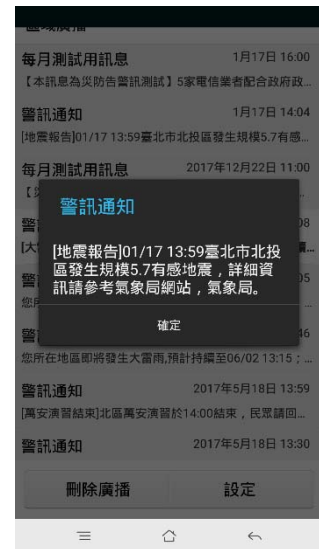 每月測試用訊息 1月17日 16:00
【本訊息為災防告警訊測試】5家電信業者配合政府政...
警訊通知 1月17日 14:04
[地震報告]01/17 13:59臺北市北投區發生規模5.7有感...
每月測試用訊息 2017年12月22日 11:00
警訊通知
[地震報告]01/17 13:59臺北市北投
區發生規模5.7有感地震，詳細資
訊請參考氣象局網站，氣象局。
確定
您所在地區即將發生大雷雨,預計持續至06/02 13:15；...
警訊通知 2017年5月18日 13:59
[萬安演習結束]北區萬安演習於14:00結束，民眾請回...
警訊通知 2017年5月18日 13:30
刪除廣播 設定